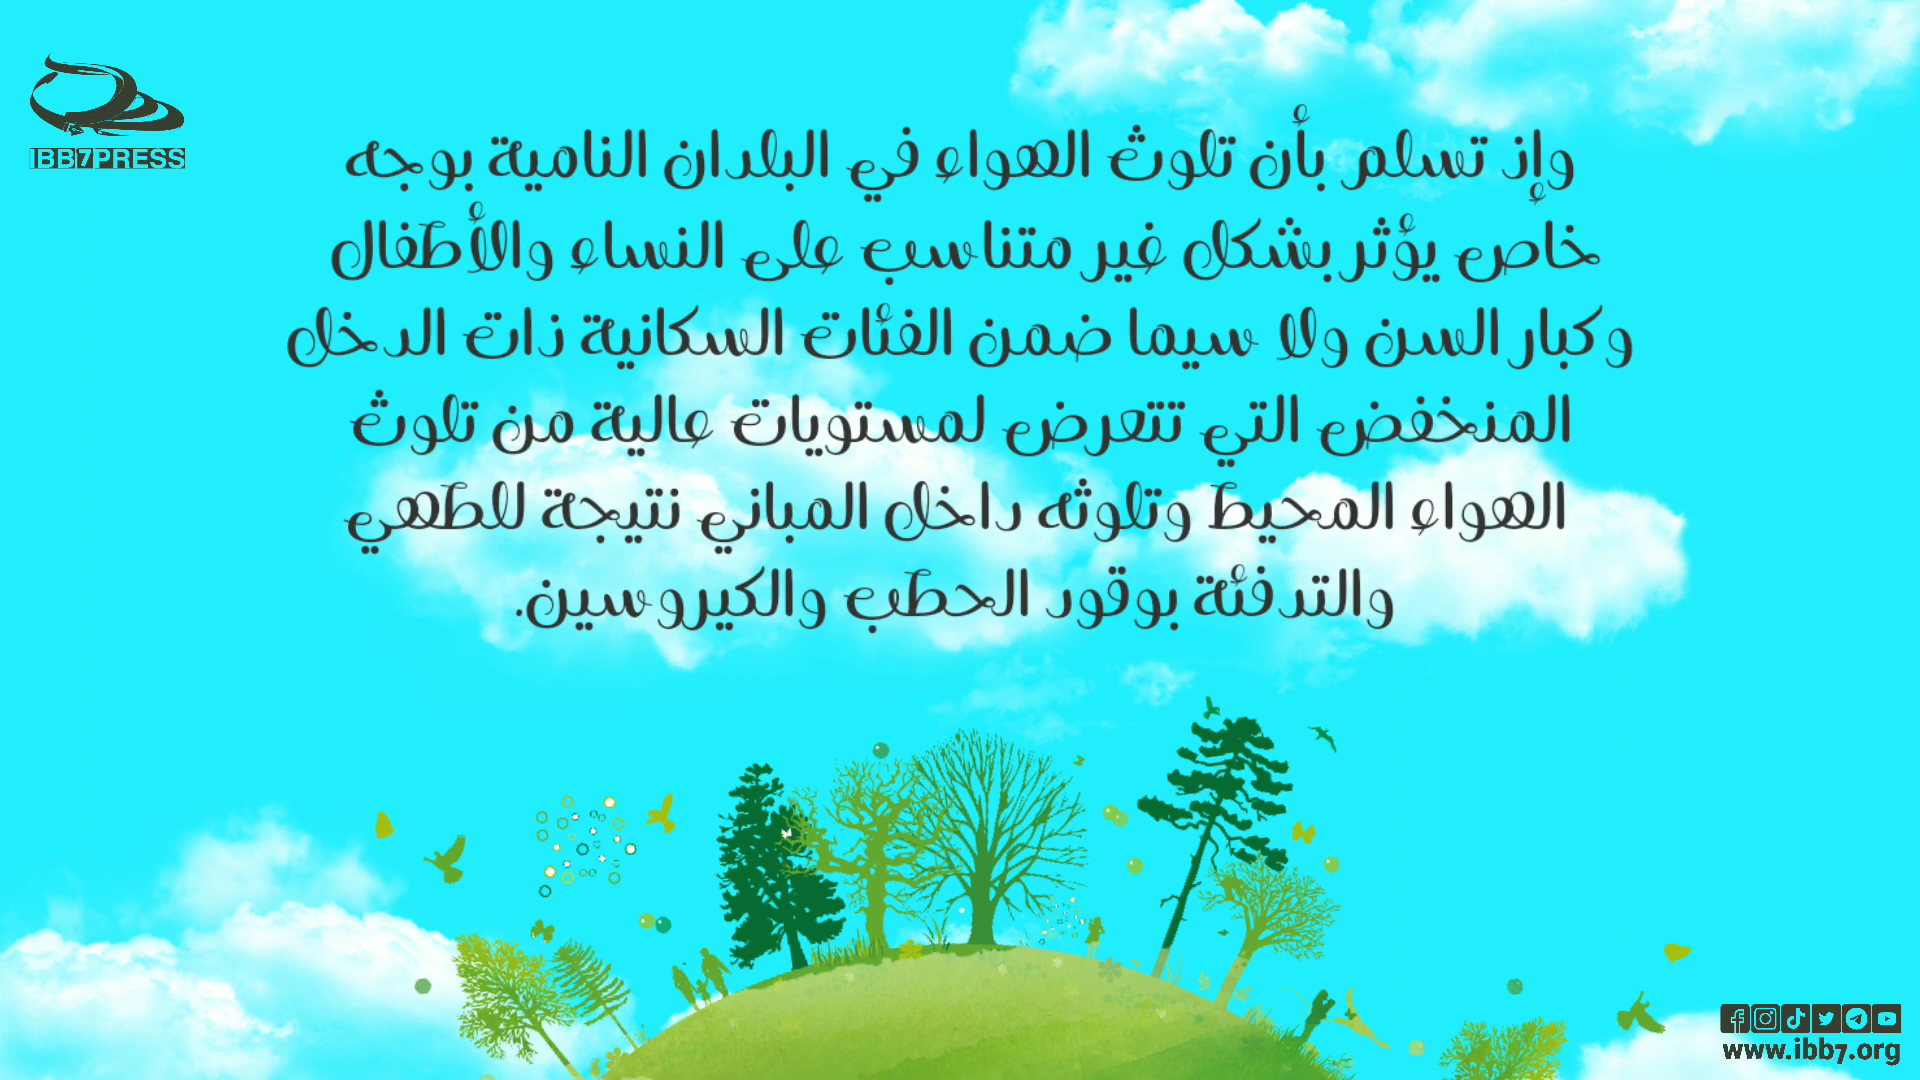 IBB7PRESS
وإذ تسلم بأن تلوث الهواء في البلدان النامية بوجه
خاص يؤثر بشكل غير متناسب على النساء والأطفال
وكبار السن ولا سيما ضمن الفئات السكانية ذات الدخل
المنخفض التي تتعرض لمستويات عالية من تلوث
الهواء المحيط وتلوثه داخل المباني نتيجة للطهي
والتدفئة بوقود الحطب والكيروسين.
www.ibb7.org